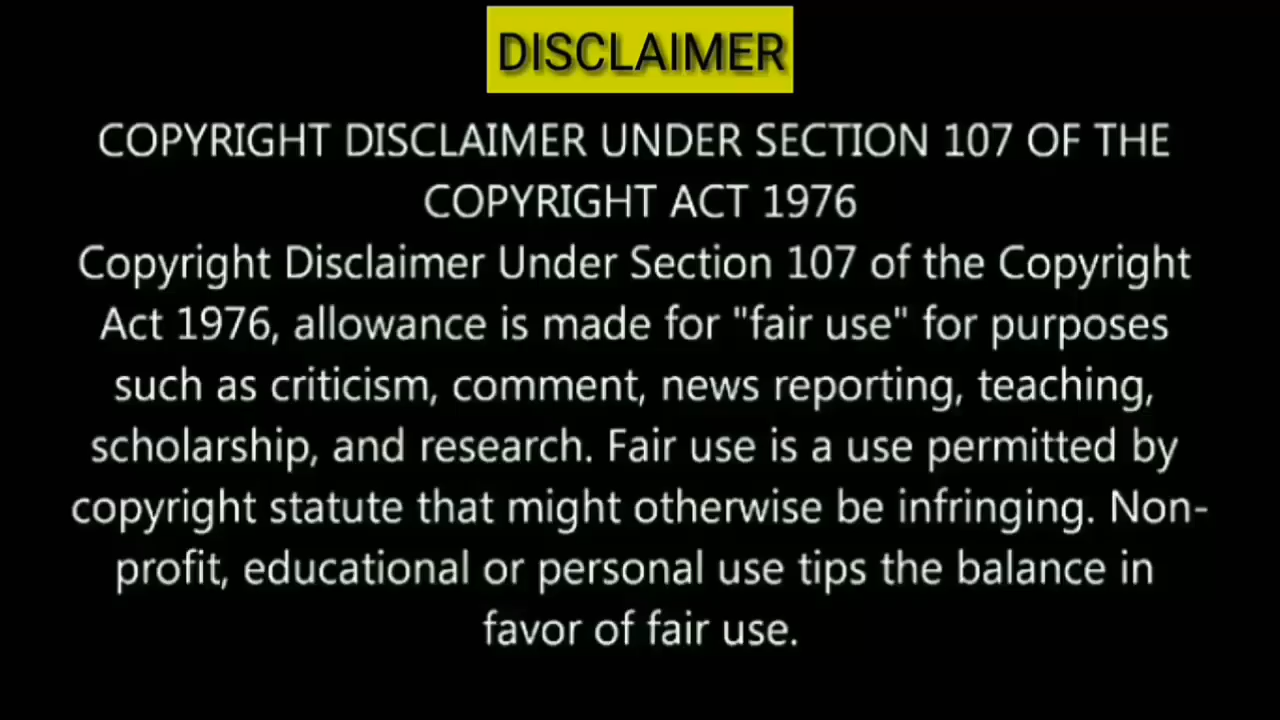 DISCLAIMER
COPYRIGHT DISCLAIMER UNDER SECTION 107 OF THE
COPYRIGHT ACT 1976
Copyright Disclaimer Under Section 107 of the Copyright
Act 1976, allowance is made for "fair use" for purposes
such as criticism, comment, news reporting, teaching,
scholarship, and research. Fair use is a use permitted by
copyright statute that might otherwise be infringing. Non-
profit, educational or personal use tips the balance in
favor of fair use.